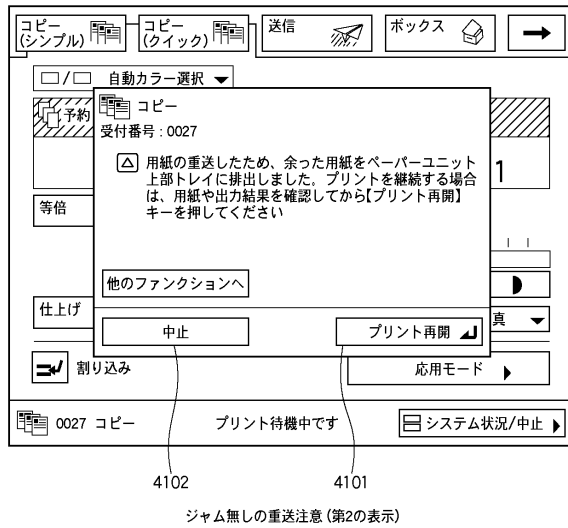 コピー
(シンプル)
コピー
(クイック)
送信
ボックス
□/□ 自動カラー選択
予約
コピー
受付番号：0027
用紙の重送したため、余った用紙をペーパーユニット
上部トレイに排出しました。プリントを継続する場合
は、用紙や出力結果を確認してから【プリント再開】
キーを押してください
1
等倍
他のファンクションへ
仕上げ
真
中止
プリント再開
割り込み
応用モード
0027 コピー
プリント待機中です
システム状況/中止
4102
4101
ジャム無しの重送注意(第2の表示)